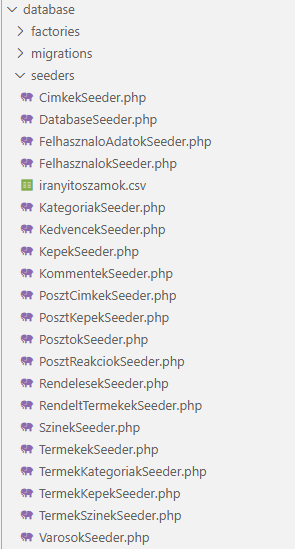 database
factories
migrations
seeders
CimkekSeeder.php
DatabaseSeeder.php
FelhasznaloAdatokSeeder.php
FelhasznalokSeeder.php
iranyitoszamok.csv
KategoriakSeeder.php
KedvencekSeeder.php
KepekSeeder.php
KommentekSeeder.php
PosztCimkekSeeder.php
PosztKepekSeeder.php
PosztokSeeder.php
PosztReakciokSeeder.php
RendelesekSeeder.php
RendeltTermekekSeeder.php
SzinekSeeder.php
TermekekSeeder.php
TermekKategoriakSeeder.php
TermekKepekSeeder.php
TermekSzinekSeeder.php
VarosokSeeder.php